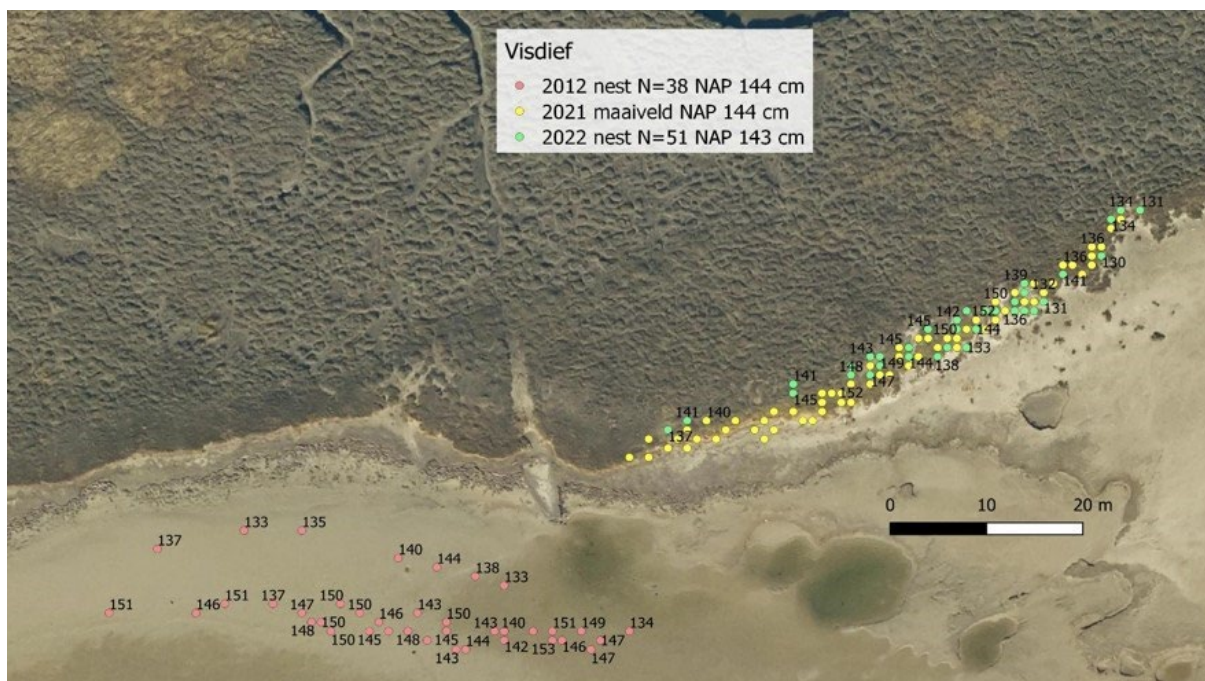 Visdief
2012 nest N=38 NAP 144 cm
2021 maaiveld NAP 144 cm
2022 nest N=51 NAP 143 cm
134 131
134
136
136 130
139 132 141
150 131
142 152 136
145 150 144
143 145 133
148 149 144 138
141 147
145 152
141 140
137
0 10 20 m
133 135
137
140
144
138
133
151 146 151 137 147 150 150 146 143 150
148 150 150 145 148 145 143 140 151 149 134
143 144 142 153 146 147
147